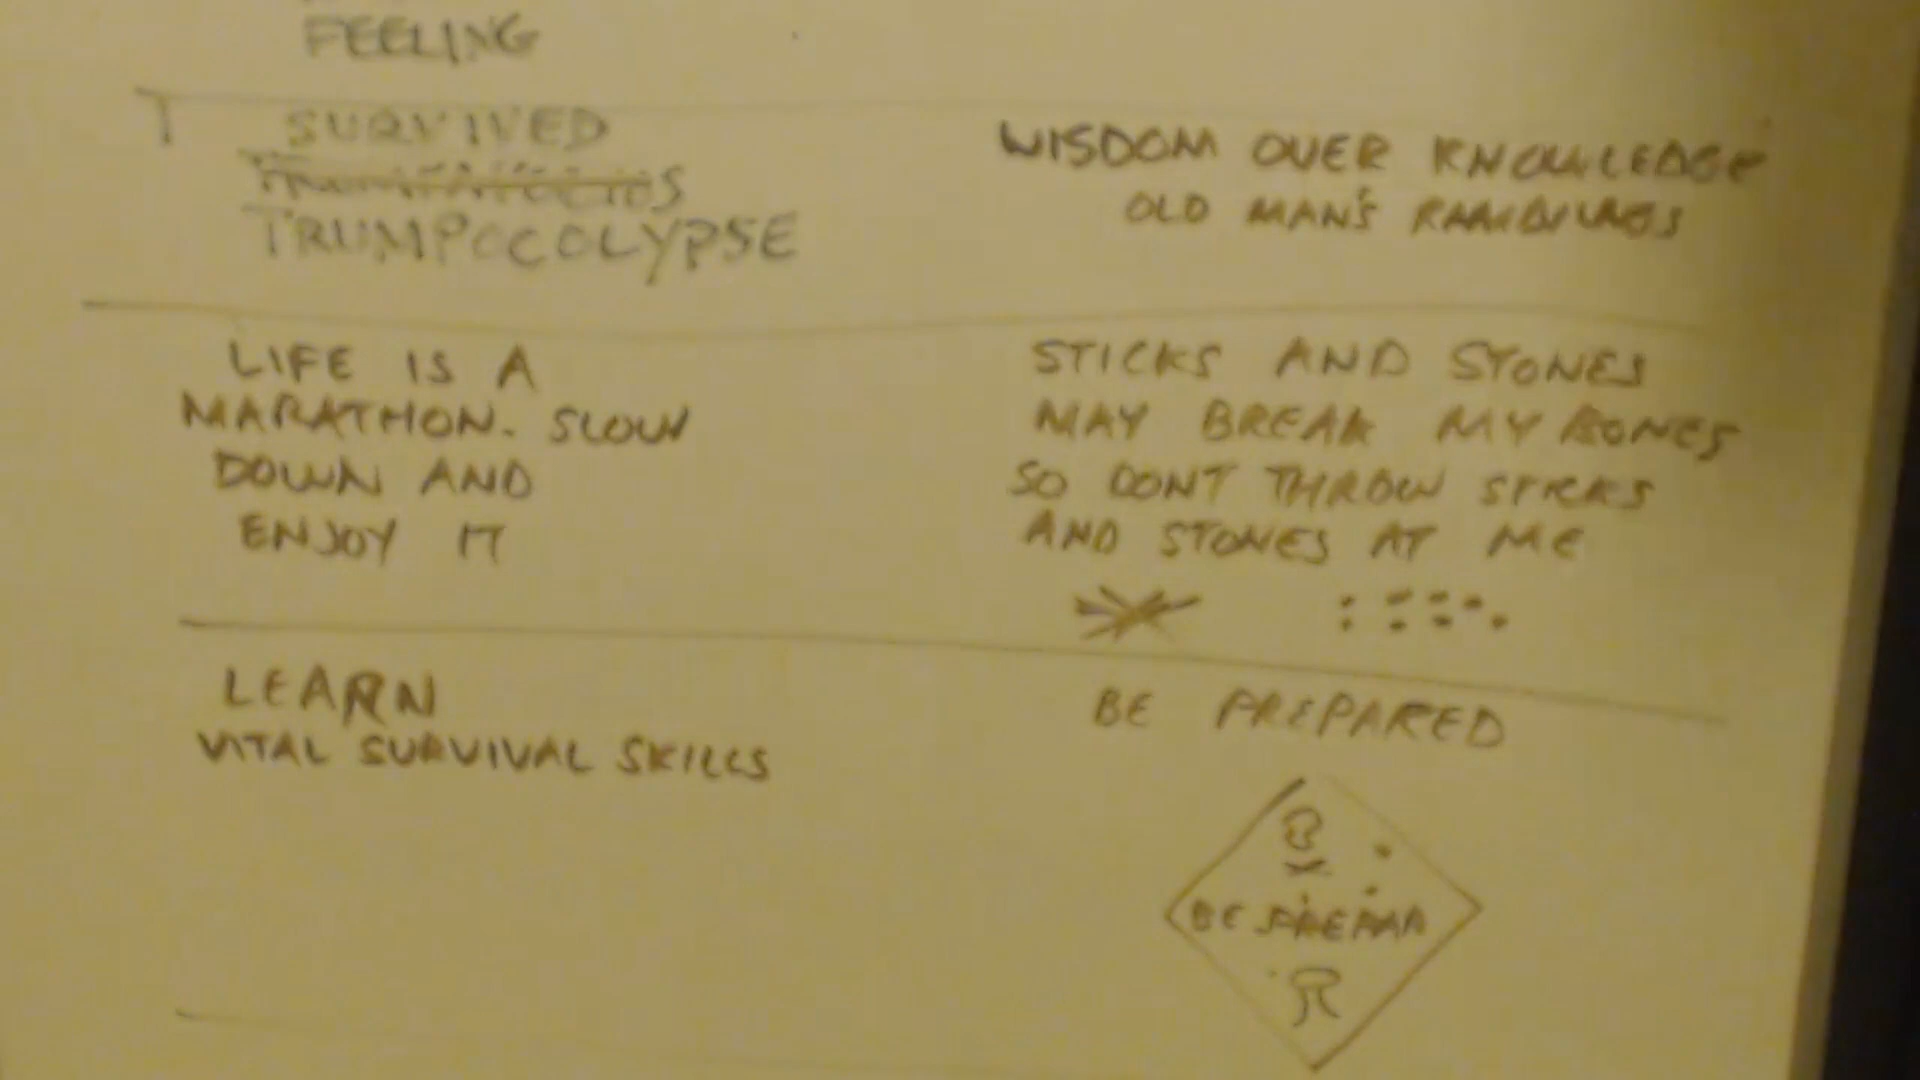 FEELING
I SURVIVED
TRUMPOCOLYPSE
WISDOM OVER KNOWLEDGE
OLD MAN'S RAMBLINGS
LIFE IS A
MARATHON. SLOW
DOWN AND
ENJOY IT
STICKS AND STONES
MAY BREAK MY BONES
SO DONT THROW STICKS
AND STONES AT ME
LEARN
VITAL SURVIVAL SKILLS
BE PREPARED
BE